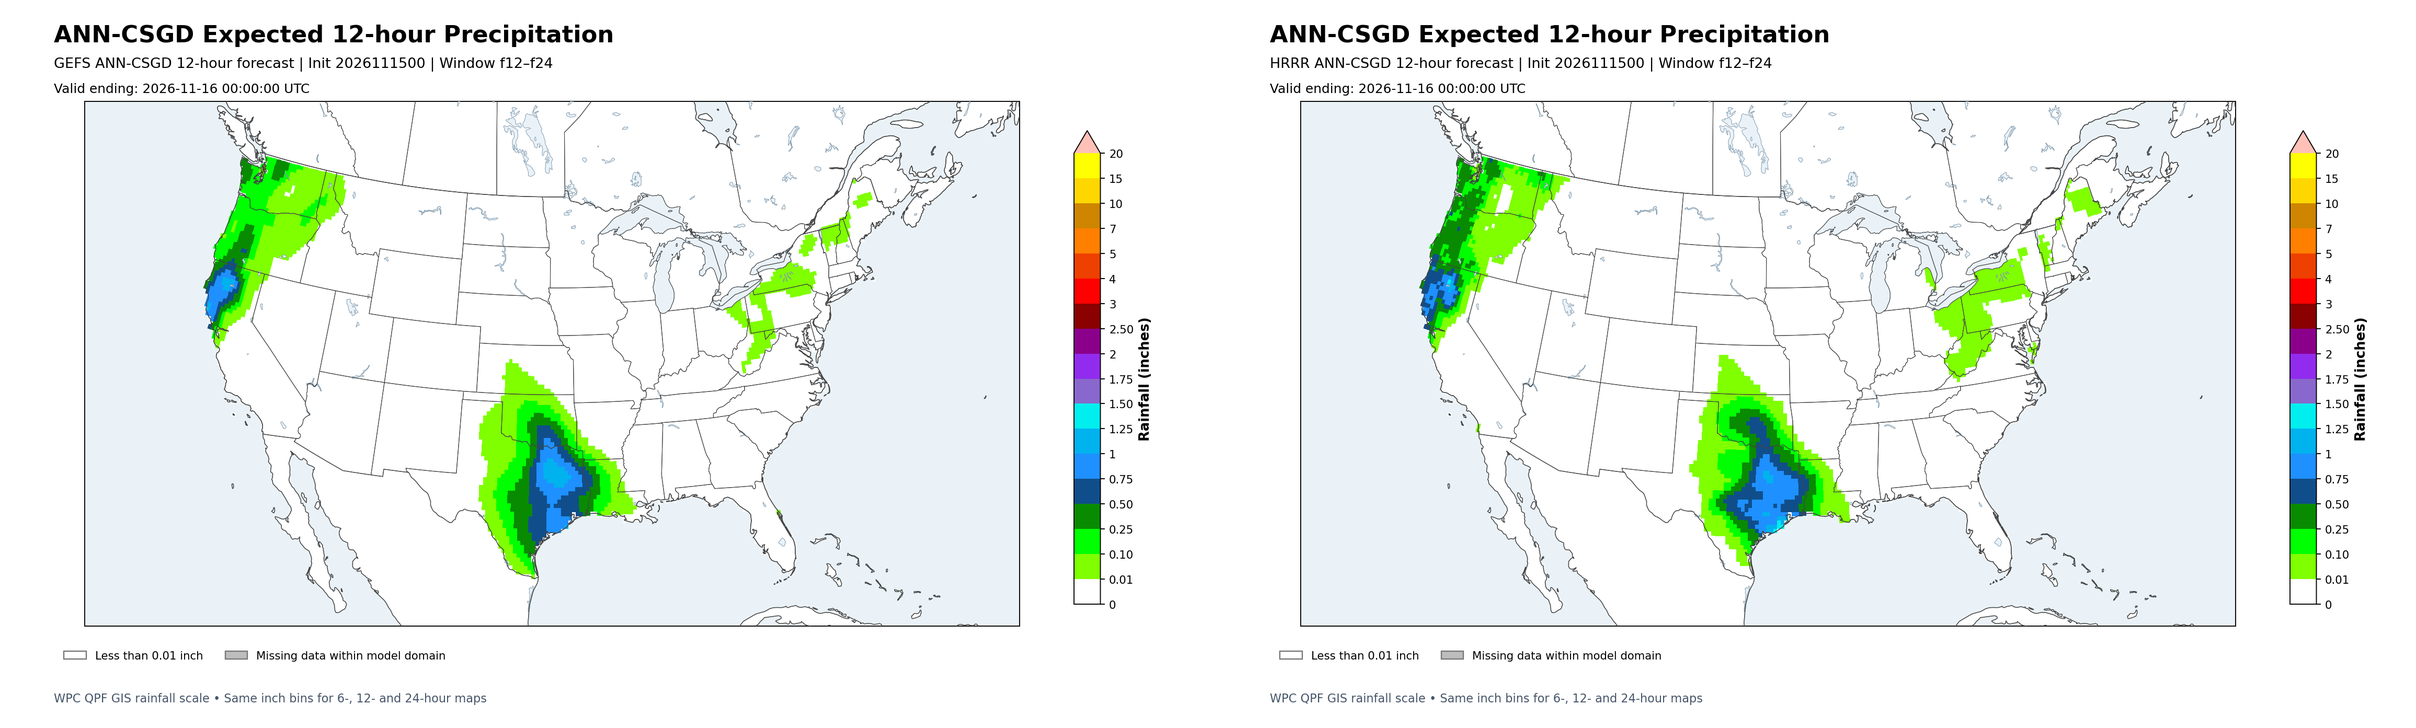 ANN-CSGD Expected 12-hour Precipitation
GEFS ANN-CSGD 12-hour forecast | Init 2026111500 | Window f12–f24
Valid ending: 2026-11-16 00:00:00 UTC
20
15
10
7
5
4
3
2.50
2
1.75
1.50
1.25
1
0.75
0.50
0.25
0.10
0.01
0
Rainfall (inches)
Less than 0.01 inch
Missing data within model domain
WPC QPF GIS rainfall scale • Same inch bins for 6-, 12- and 24-hour maps
ANN-CSGD Expected 12-hour Precipitation
HRRR ANN-CSGD 12-hour forecast | Init 2026111500 | Window f12–f24
Valid ending: 2026-11-16 00:00:00 UTC
20
15
10
7
5
4
3
2.50
2
1.75
1.50
1.25
1
0.75
0.50
0.25
0.10
0.01
0
Rainfall (inches)
Less than 0.01 inch
Missing data within model domain
WPC QPF GIS rainfall scale • Same inch bins for 6-, 12- and 24-hour maps